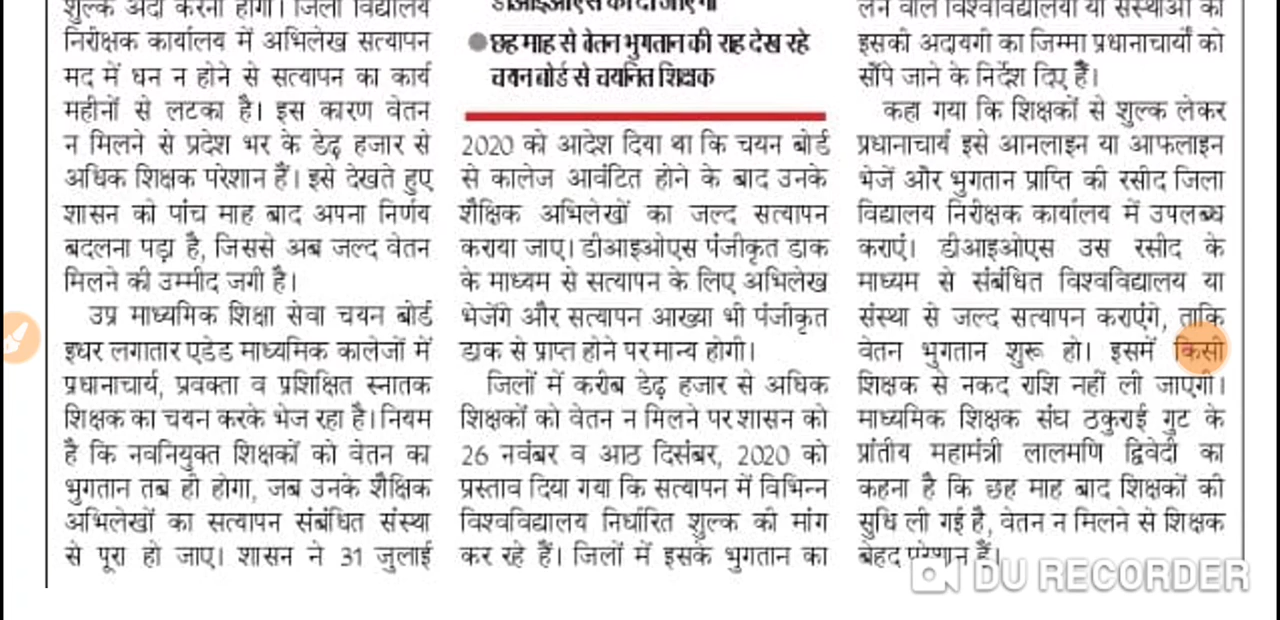 शुल्क अदा करना होगा। जिला विद्यालय
निरीक्षक कार्यालय में अभिलेख सत्यापन
मद में धन न होने से सत्यापन का कार्य
महीनों से लटका है। इस कारण वेतन
न मिलने से प्रदेश भर के डेढ़ हजार से
अधिक शिक्षक परेशान हैं। इसे देखते हुए
शासन को पांच माह बाद अपना निर्णय
बदलना पड़ा है, जिससे अब जल्द वेतन
मिलने की उम्मीद जगी है।
उप्र माध्यमिक शिक्षा सेवा चयन बोर्ड
इधर लगातार एडेड माध्यमिक कालेजों में
प्रधानाचार्य, प्रवक्ता व प्रशिक्षित स्नातक
शिक्षक का चयन करके भेज रहा है। नियम
है कि नवनियुक्त शिक्षकों को वेतन का
भुगतान तब ही होगा, जब उनके शैक्षिक
अभिलेखों का सत्यापन संबंधित संस्था
से पूरा हो जाए। शासन ने 31 जुलाई
डीआइओएस को दी जाएगी
● छह माह से वेतन भुगतान की राह देख रहे
चयन बोर्ड से चयनित शिक्षक
2020 को आदेश दिया था कि चयन बोर्ड
से कालेज आवंटित होने के बाद उनके
शैक्षिक अभिलेखों का जल्द सत्यापन
कराया जाए। डीआइओएस पंजीकृत डाक
के माध्यम से सत्यापन के लिए अभिलेख
भेजेंगे और सत्यापन आख्या भी पंजीकृत
डाक से प्राप्त होने पर मान्य होगी।
जिलों में करीब डेढ़ हजार से अधिक
शिक्षकों को वेतन न मिलने पर शासन को
26 नवंबर व आठ दिसंबर, 2020 को
प्रस्ताव दिया गया कि सत्यापन में विभिन्न
विश्वविद्यालय निर्धारित शुल्क की मांग
कर रहे हैं। जिलों में इसके भुगतान का
लेने वाले विश्वविद्यालयों या संस्थाओं को
इसकी अदायगी का जिम्मा प्रधानाचार्यों को
सौंपे जाने के निर्देश दिए हैं।
कहा गया कि शिक्षकों से शुल्क लेकर
प्रधानाचार्य इसे आनलाइन या आफलाइन
भेजें और भुगतान प्राप्ति की रसीद जिला
विद्यालय निरीक्षक कार्यालय में उपलब्ध
कराएं। डीआइओएस उस रसीद के
माध्यम से संबंधित विश्वविद्यालय या
संस्था से जल्द सत्यापन कराएंगे, ताकि
वेतन भुगतान शुरू हो। इसमें किसी
शिक्षक से नकद राशि नहीं ली जाएगी।
माध्यमिक शिक्षक संघ ठकुराई गुट के
प्रांतीय महामंत्री लालमणि द्विवेदी का
कहना है कि छह माह बाद शिक्षकों की
सुधि ली गई है, वेतन न मिलने से शिक्षक
बेहद परेशान हैं।
DU RECORDER